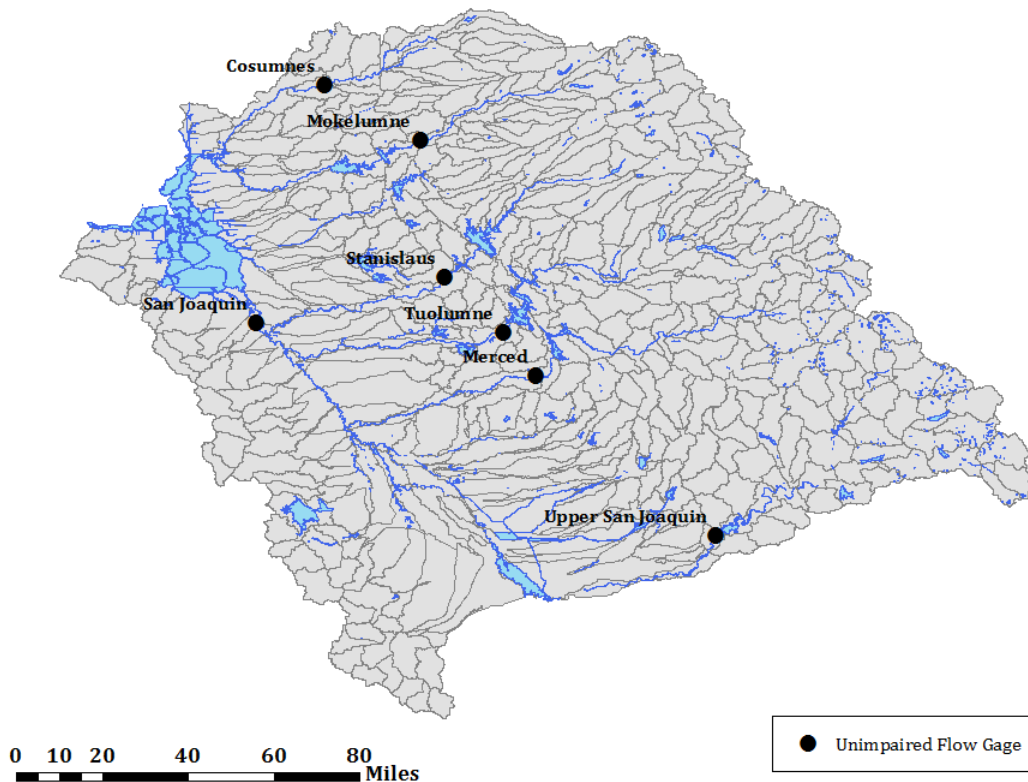 Cosumnes
Mokelumne
Stanislaus
San Joaquin
Tuolumne
Merced
Upper San Joaquin
0 10 20 40 60 80
Miles
Unimpaired Flow Gage